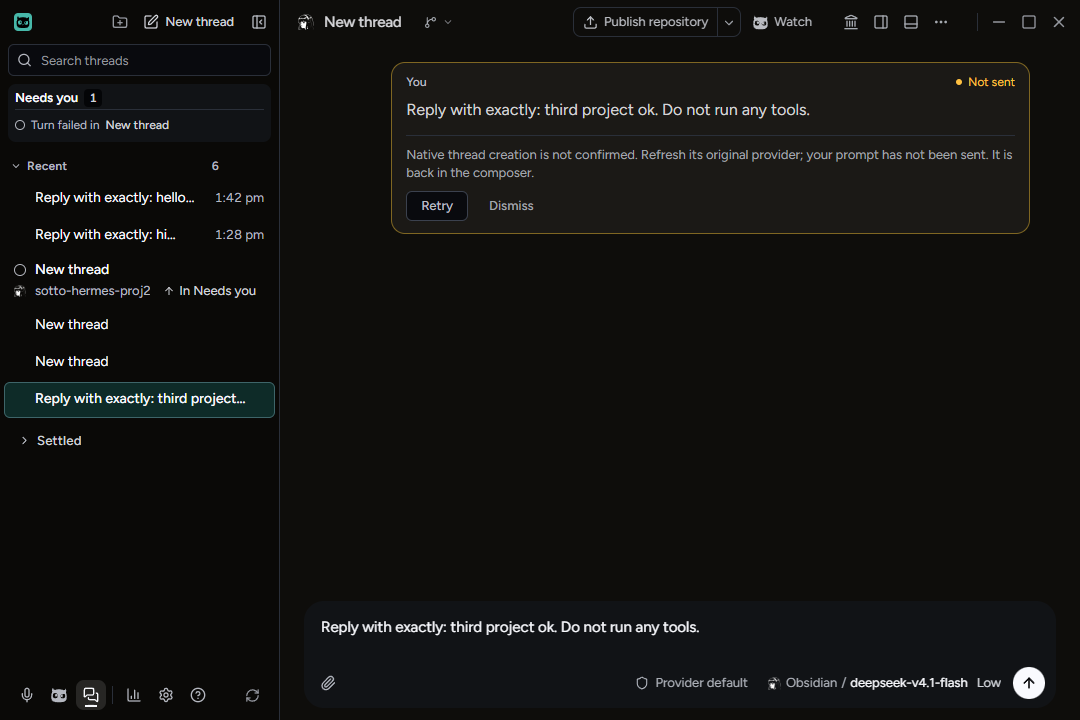 New thread
Search threads
Needs you 1
Turn failed in New thread
Recent 6
Reply with exactly: hello... 1:42 pm
Reply with exactly: hi... 1:28 pm
New thread
sotto-hermes-proj2 In Needs you
New thread
New thread
Reply with exactly: third project...
Settled
New thread
Publish repository
Watch
You
Not sent
Reply with exactly: third project ok. Do not run any tools.
Native thread creation is not confirmed. Refresh its original provider; your prompt has not been sent. It is
back in the composer.
Retry Dismiss
Reply with exactly: third project ok. Do not run any tools.
Provider default Obsidian / deepseek-v4.1-flash Low